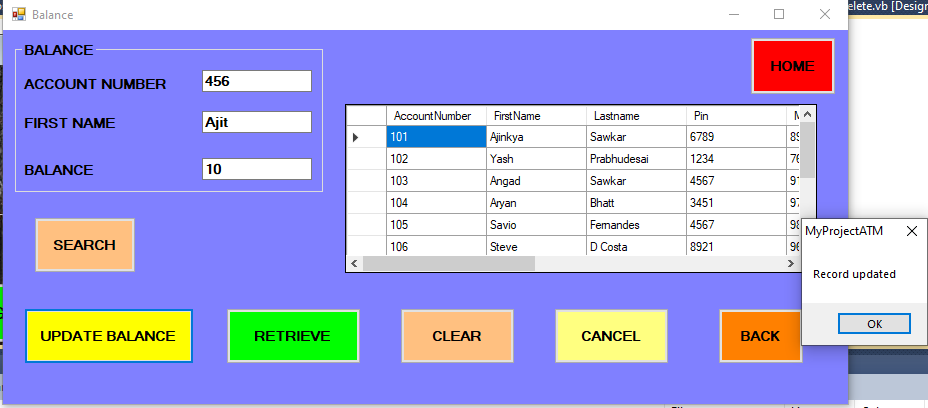 Balance
elete.vb [Design
BALANCE
HOME
ACCOUNT NUMBER 456
FIRST NAME Ajit
BALANCE 10
AccountNumber FirstName Lastname Pin M
101 Ajinkya Sawkar 6789 89
102 Yash Prabhudesai 1234 76
103 Angad Sawkar 4567 91
104 Aryan Bhatt 3451 97
105 Savio Fernandes 4567 98
106 Steve D Costa 8921 96
SEARCH
MyProjectATM
Record updated
OK
UPDATE BALANCE RETRIEVE CLEAR CANCEL BACK